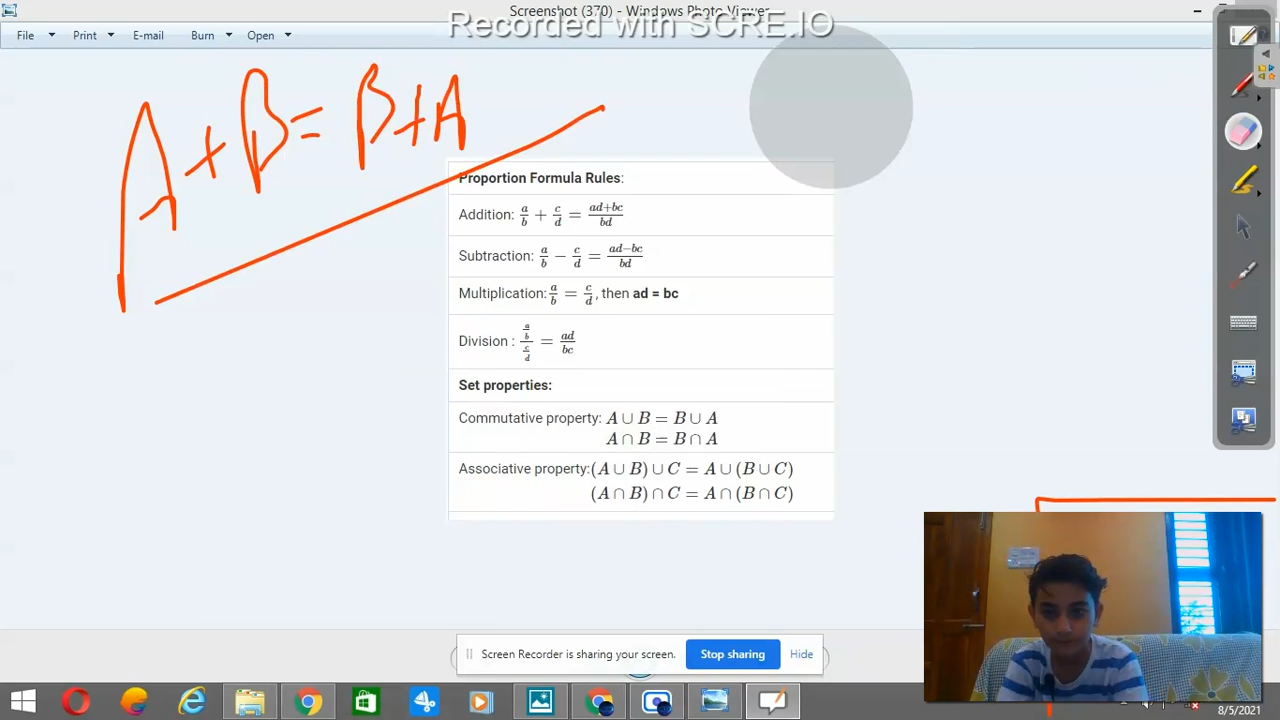 Screenshot (370) - Windows Photo Viewer
Recorded with SCRE.IO
File Print E-mail Burn Open
A+B=B+A
Proportion Formula Rules:
Addition: a/b + c/d = ad+bc/bd
Subtraction: a/b − c/d = ad−bc/bd
Multiplication: a/b = c/d, then ad = bc
Division : a/b/c/d = ad/bc
Set properties:
Commutative property: A ∪ B = B ∪ A
A ∩ B = B ∩ A
Associative property:(A ∪ B) ∪ C = A ∪ (B ∪ C)
(A ∩ B) ∩ C = A ∩ (B ∩ C)
Screen Recorder is sharing your screen. Stop sharing Hide
8/5/2021